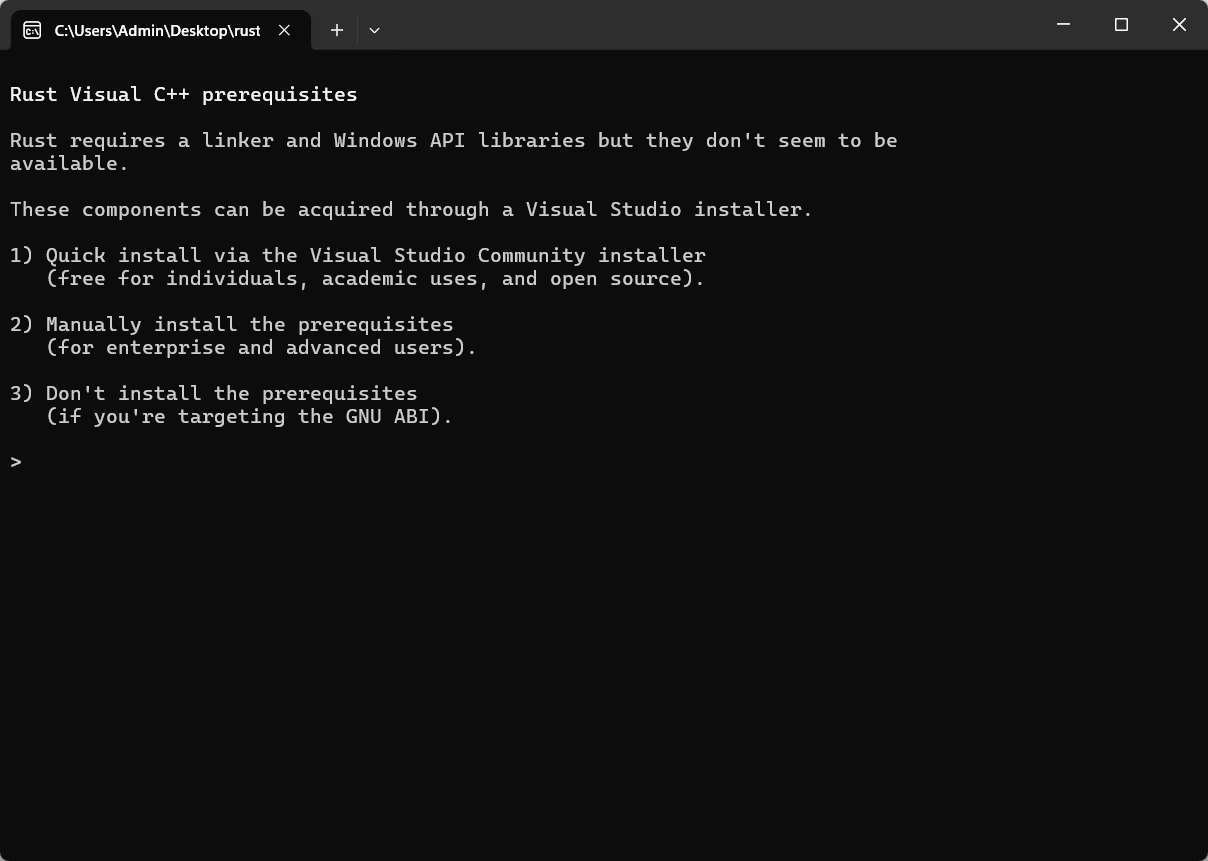 C:\Users\Admin\Desktop\rust
Rust Visual C++ prerequisites
Rust requires a linker and Windows API libraries but they don't seem to be
available.
These components can be acquired through a Visual Studio installer.
1) Quick install via the Visual Studio Community installer
(free for individuals, academic uses, and open source).
2) Manually install the prerequisites
(for enterprise and advanced users).
3) Don't install the prerequisites
(if you're targeting the GNU ABI).
>